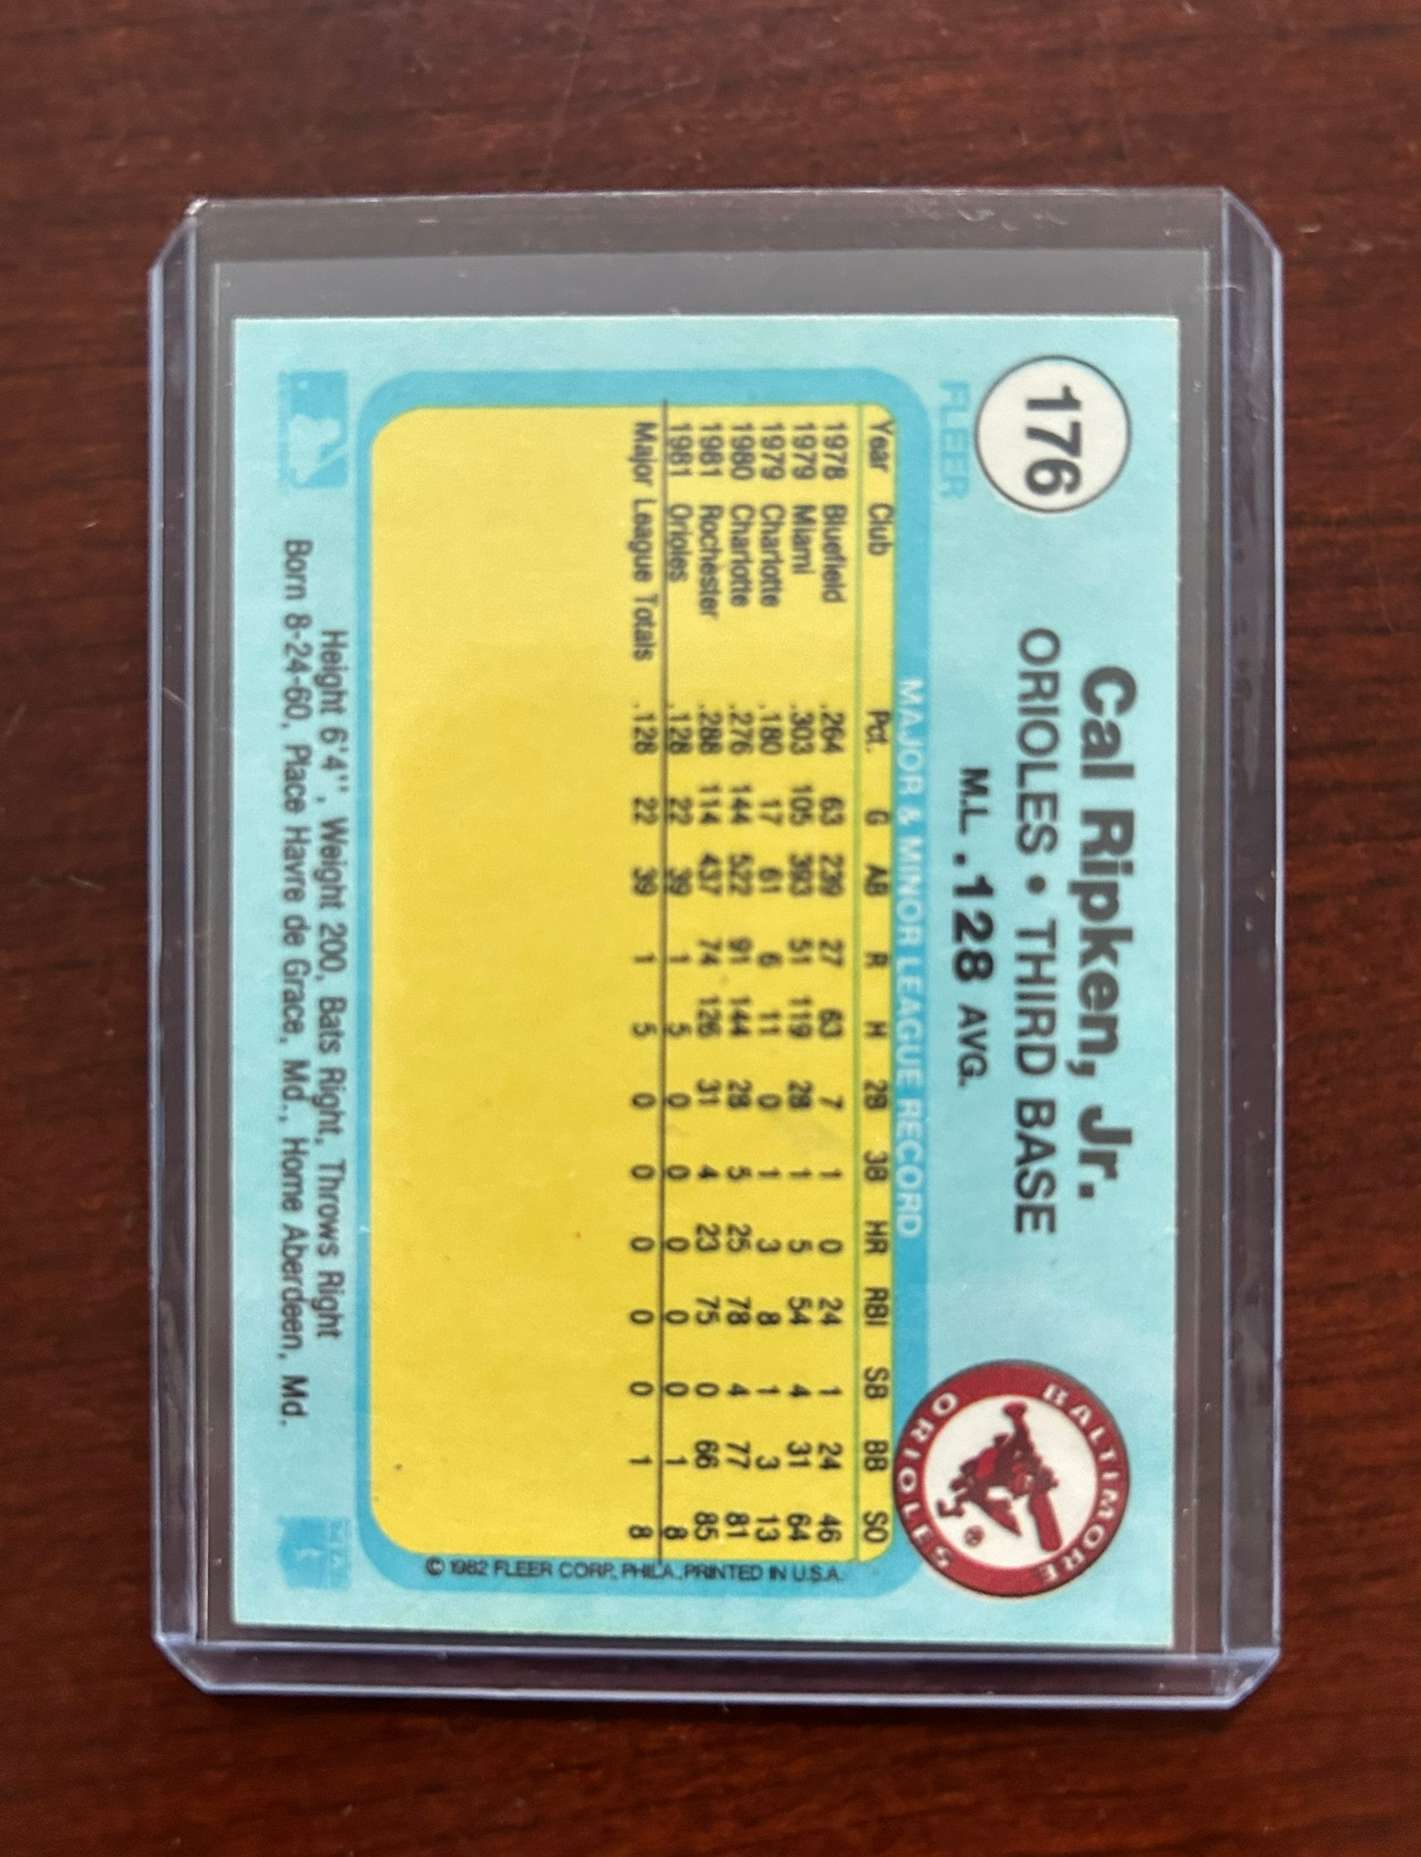 176
FLEER
Cal Ripken, Jr.
ORIOLES • THIRD BASE
M.L. .128 AVG.
BALTIMORE
ORIOLES
®
MAJOR & MINOR LEAGUE RECORD
Year Club Pct. G AB R H 2B 3B HR RBI SB BB SO
1978 Bluefield .264 63 239 27 63 7 1 0 24 1 24 46
1979 Miami .303 105 393 51 119 28 1 5 54 4 31 64
1979 Charlotte .180 17 61 6 11 0 1 3 8 1 3 13
1980 Charlotte .276 144 522 91 144 28 5 25 78 4 77 81
1981 Rochester .288 114 437 74 126 31 4 23 75 0 66 85
1981 Orioles .128 22 39 1 5 0 0 0 0 0 1 8
Major League Totals .128 22 39 1 5 0 0 0 0 0 1 8
© 1982 FLEER CORP. PHILA. PRINTED IN U.S.A.
Height 6'4", Weight 200, Bats Right, Throws Right
Born 8-24-60, Place Havre de Grace, Md., Home Aberdeen, Md.